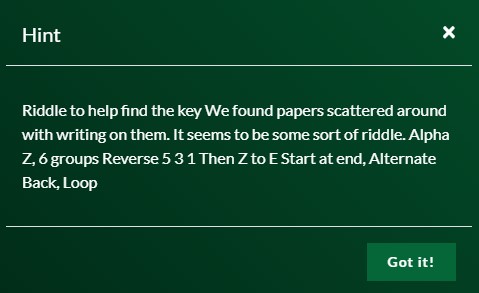 Hint
×
Riddle to help find the key We found papers scattered around
with writing on them. It seems to be some sort of riddle. Alpha
Z, 6 groups Reverse 5 3 1 Then Z to E Start at end, Alternate
Back, Loop
Got it!